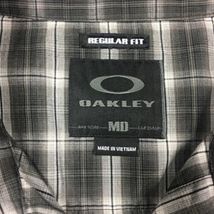 REGULAR FIT
OAKLEY
MD
MADE IN VIETNAM